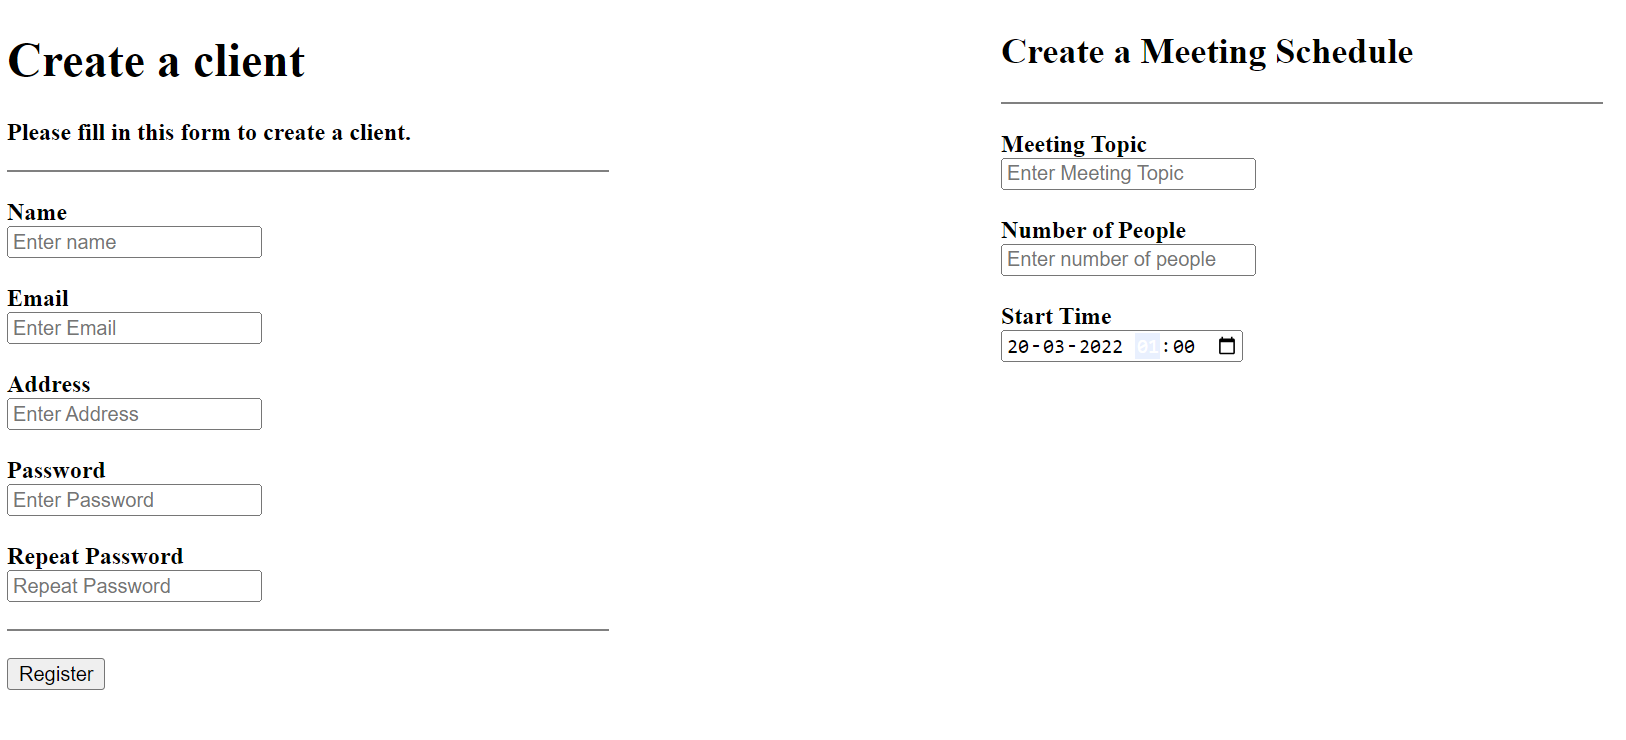 Create a client
Please fill in this form to create a client.
Name
Enter name
Email
Enter Email
Address
Enter Address
Password
Enter Password
Repeat Password
Repeat Password
Register
Create a Meeting Schedule
Meeting Topic
Enter Meeting Topic
Number of People
Enter number of people
Start Time
20-03-2022 01:00